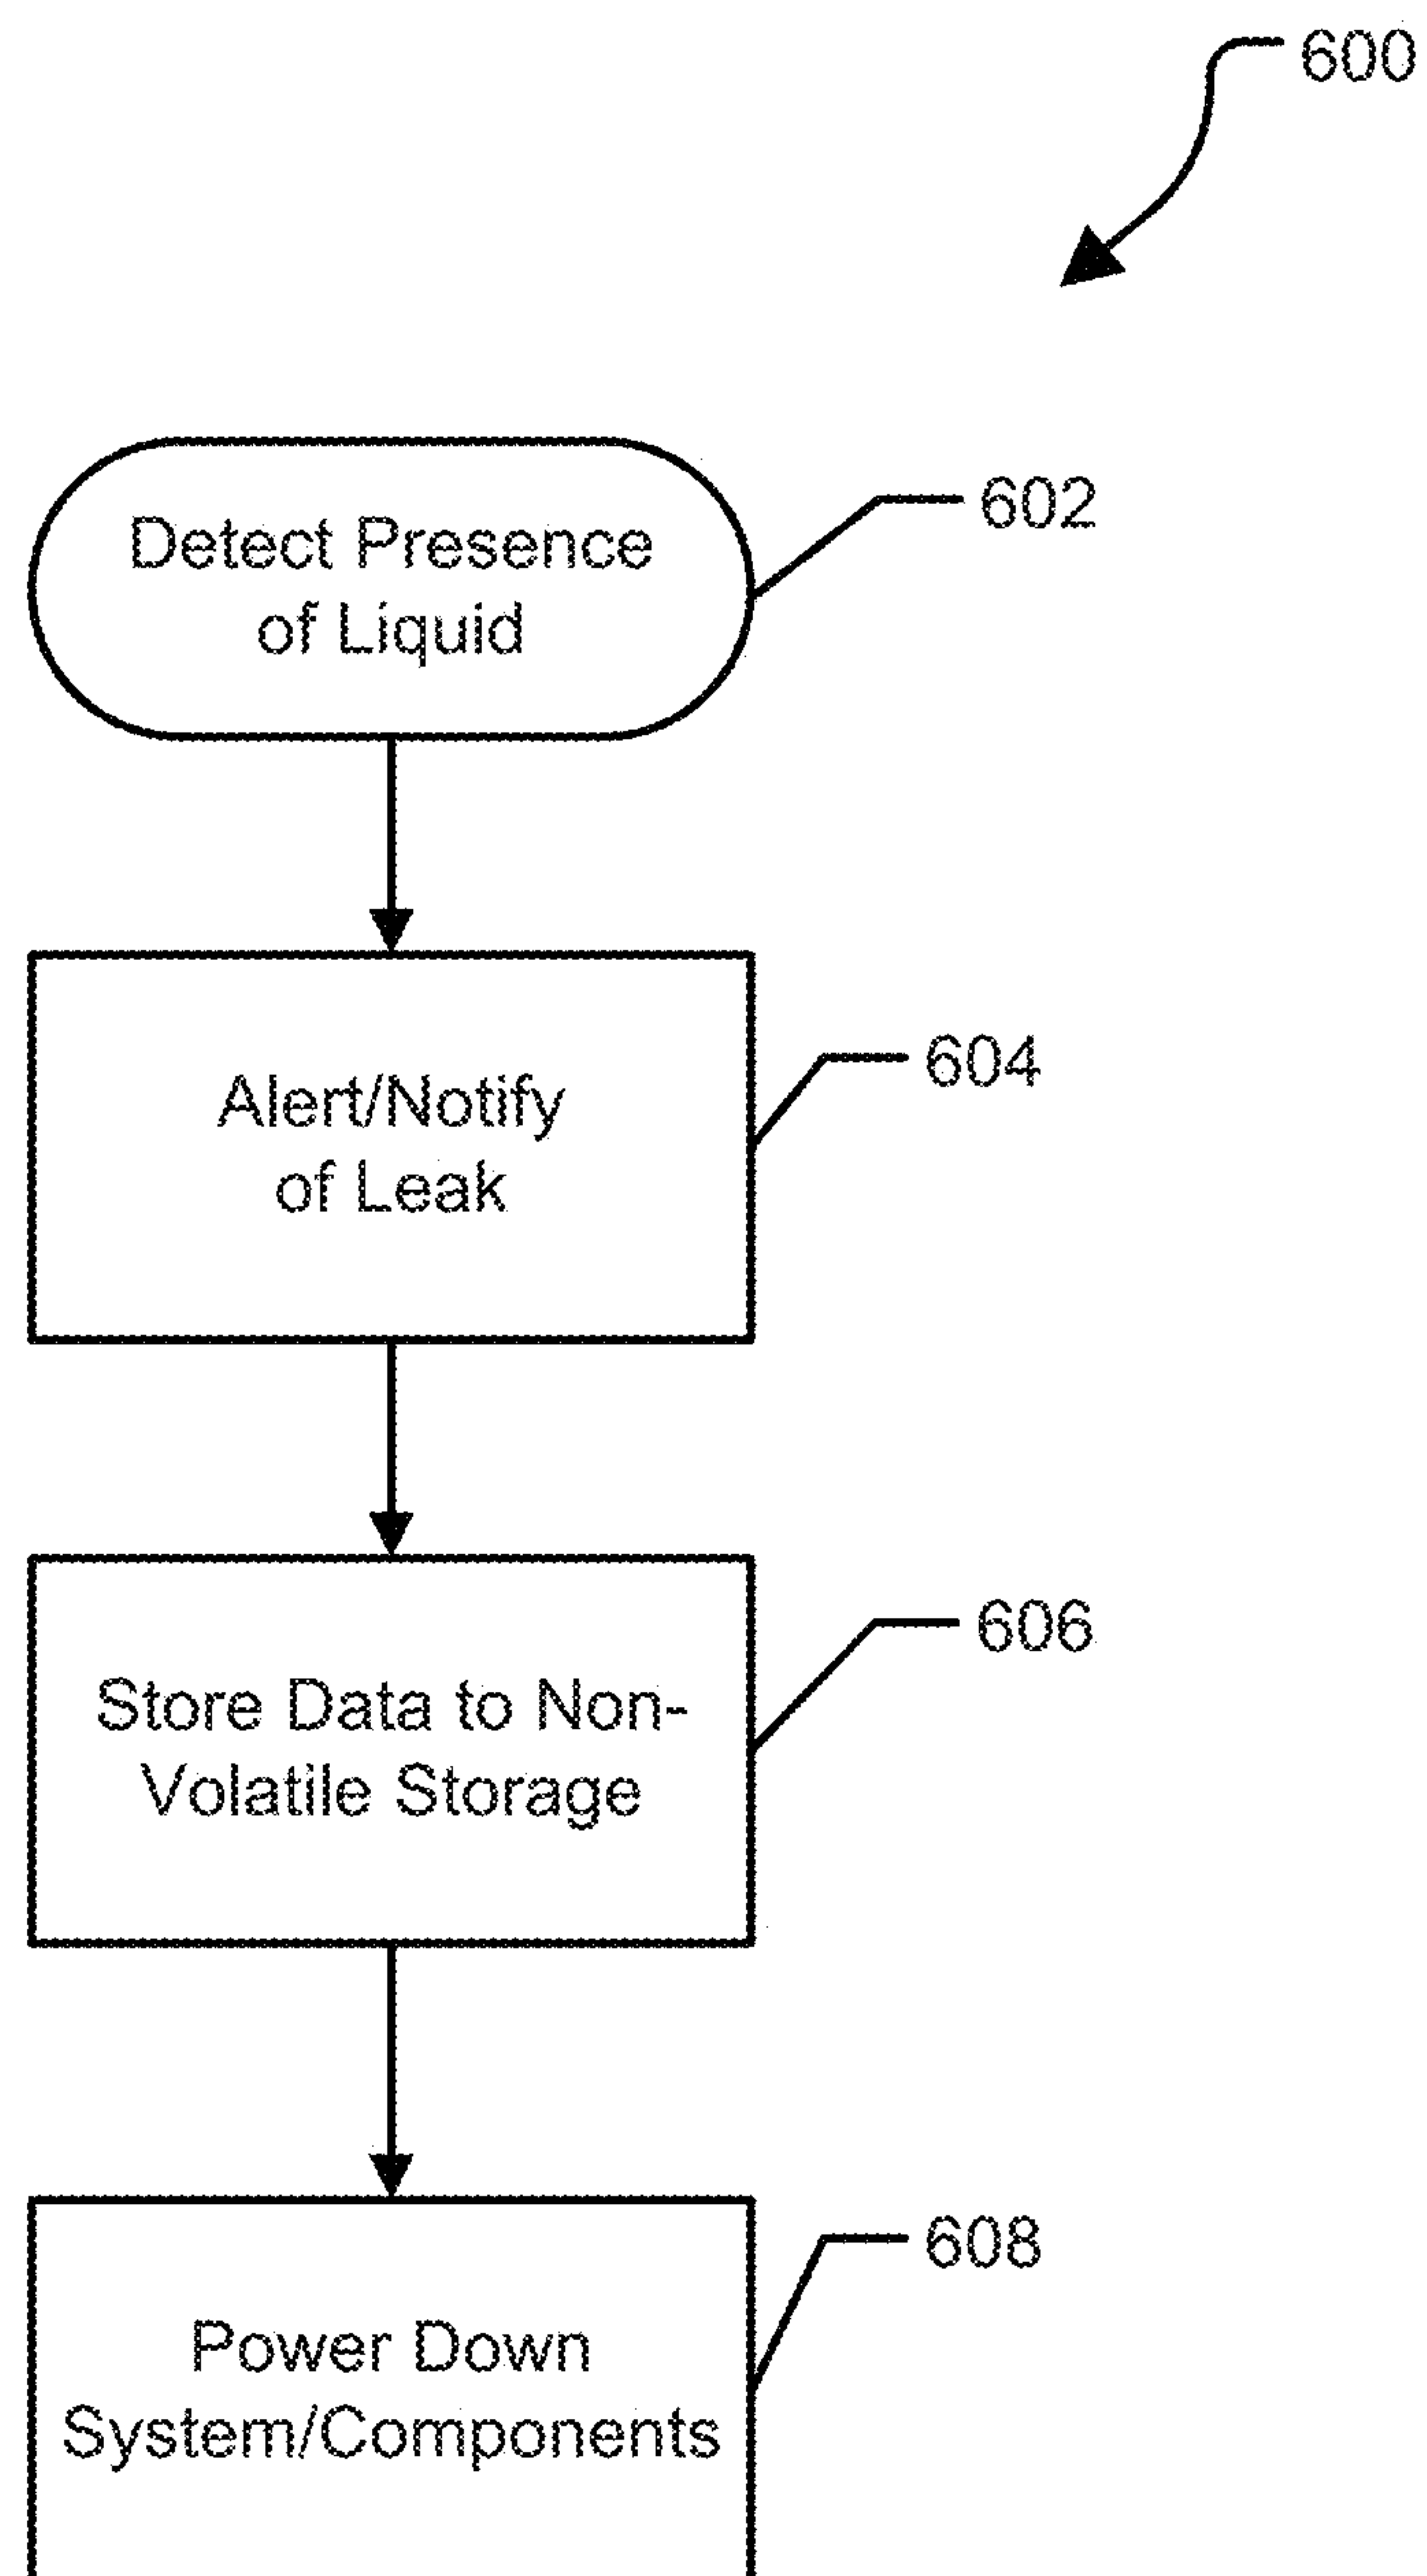 600
Detect Presence
of Liquid
602
Alert/Notify
of Leak
604
Store Data to Non-
Volatile Storage
606
Power Down
System/Components
608